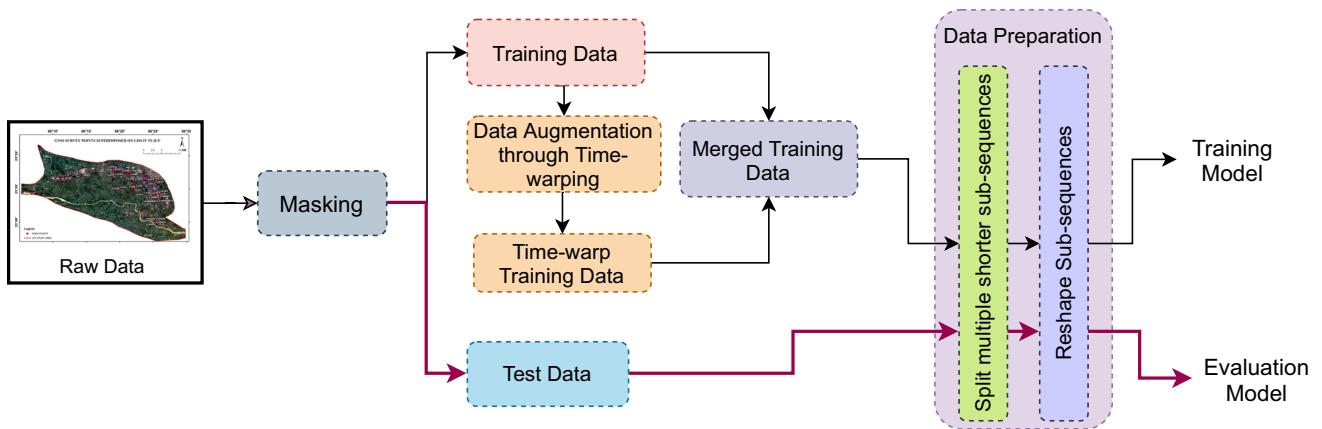 Raw Data
Masking
Training Data
Data Augmentation
through Time-
warping
Time-warp
Training Data
Test Data
Merged Training
Data
Data Preparation
Split multiple shorter sub-sequences
Reshape Sub-sequences
Training
Model
Evaluation
Model